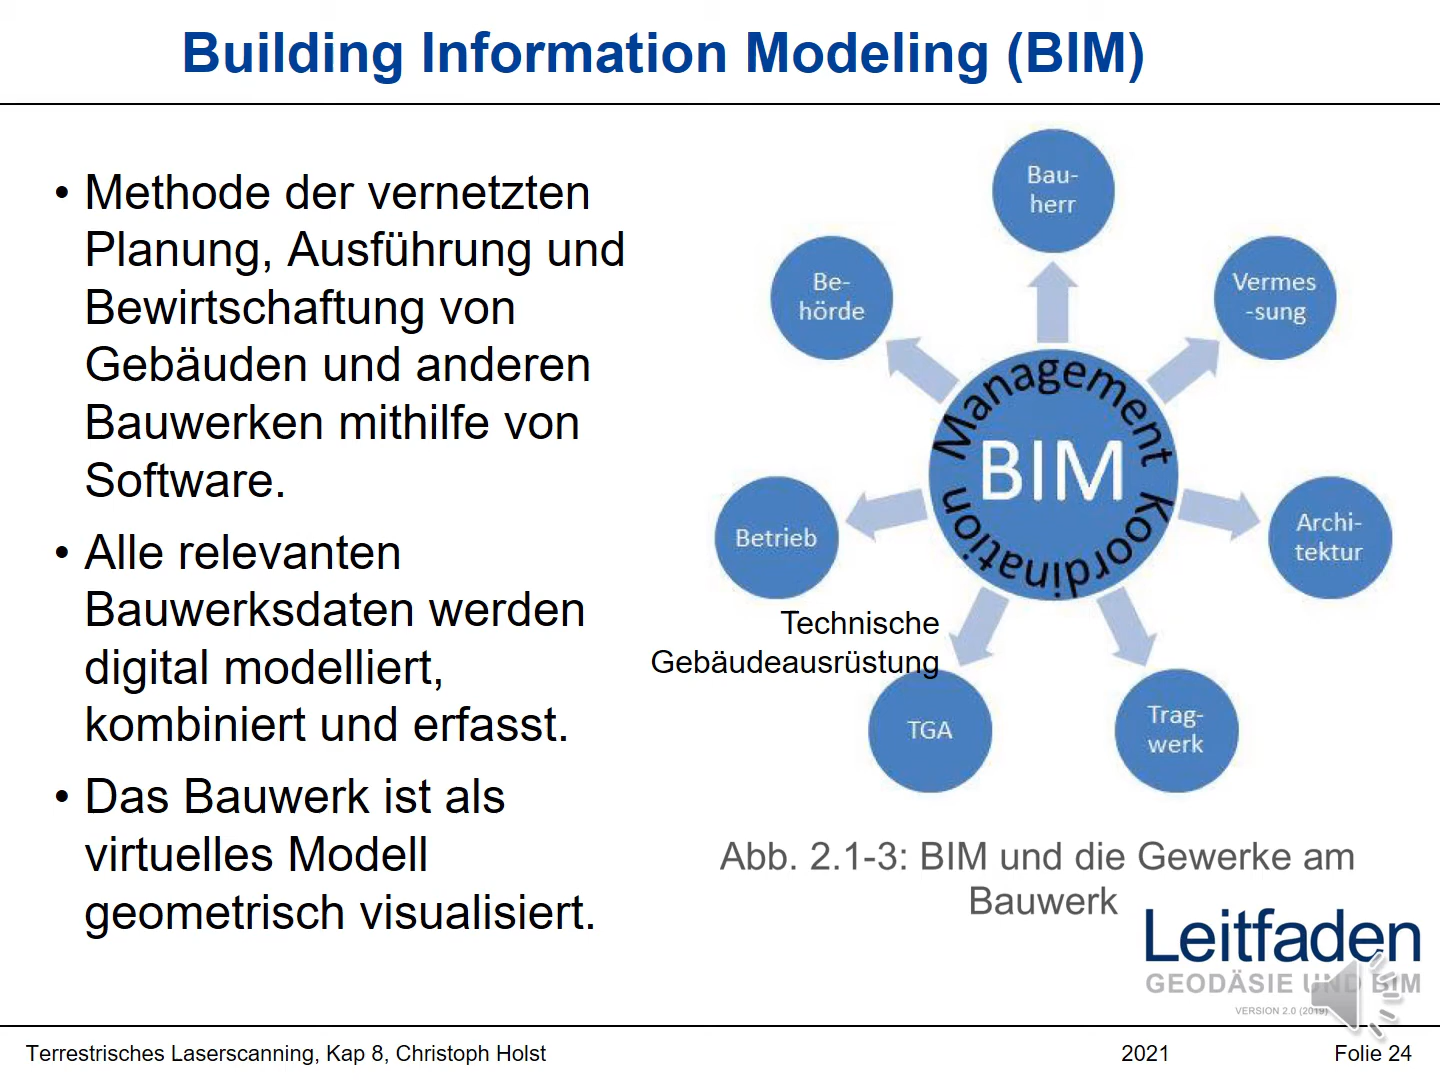 Building Information Modeling (BIM)
• Methode der vernetzten
Planung, Ausführung und
Bewirtschaftung von
Gebäuden und anderen
Bauwerken mithilfe von
Software.
• Alle relevanten
Bauwerksdaten werden
digital modelliert,
kombiniert und erfasst.
• Das Bauwerk ist als
virtuelles Modell
geometrisch visualisiert.
Bau-
herr
Be-
hörde
Vermes
-sung
Management
BIM
Koordination
Betrieb
Archi-
tektur
Technische
Gebäudeausrüstung
TGA
Trag-
werk
Abb. 2.1-3: BIM und die Gewerke am
Bauwerk
Leitfaden
GEODÄSIE UND BIM
VERSION 2.0 (2019)
Terrestrisches Laserscanning, Kap 8, Christoph Holst
2021
Folie 24